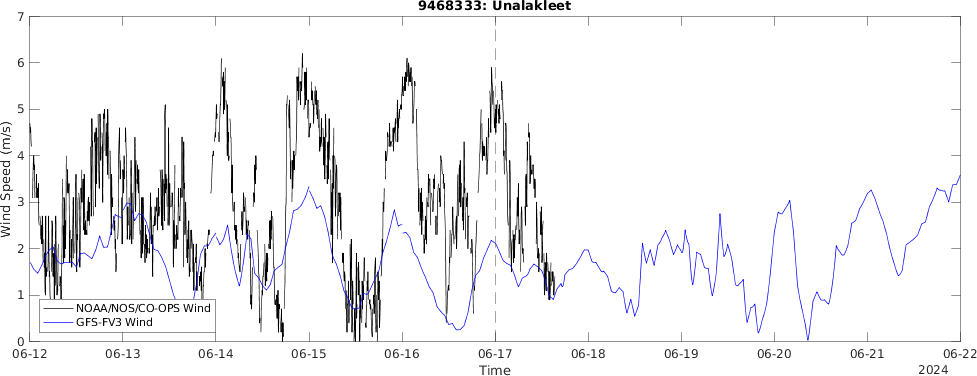 9468333: Unalakleet
7
6
5
4
3
2
1
0
Wind Speed (m/s)
NOAA/NOS/CO-OPS Wind
GFS-FV3 Wind
06-12 06-13 06-14 06-15 06-16 06-17 06-18 06-19 06-20 06-21 06-22
Time
2024